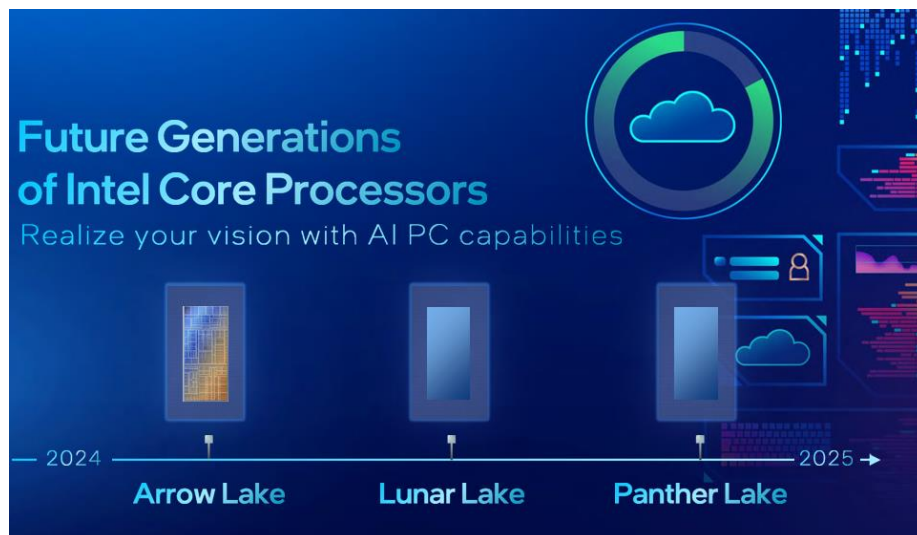 Future Generations
of Intel Core Processors
Realize your vision with AI PC capabilities
2024
2025
Arrow Lake
Lunar Lake
Panther Lake